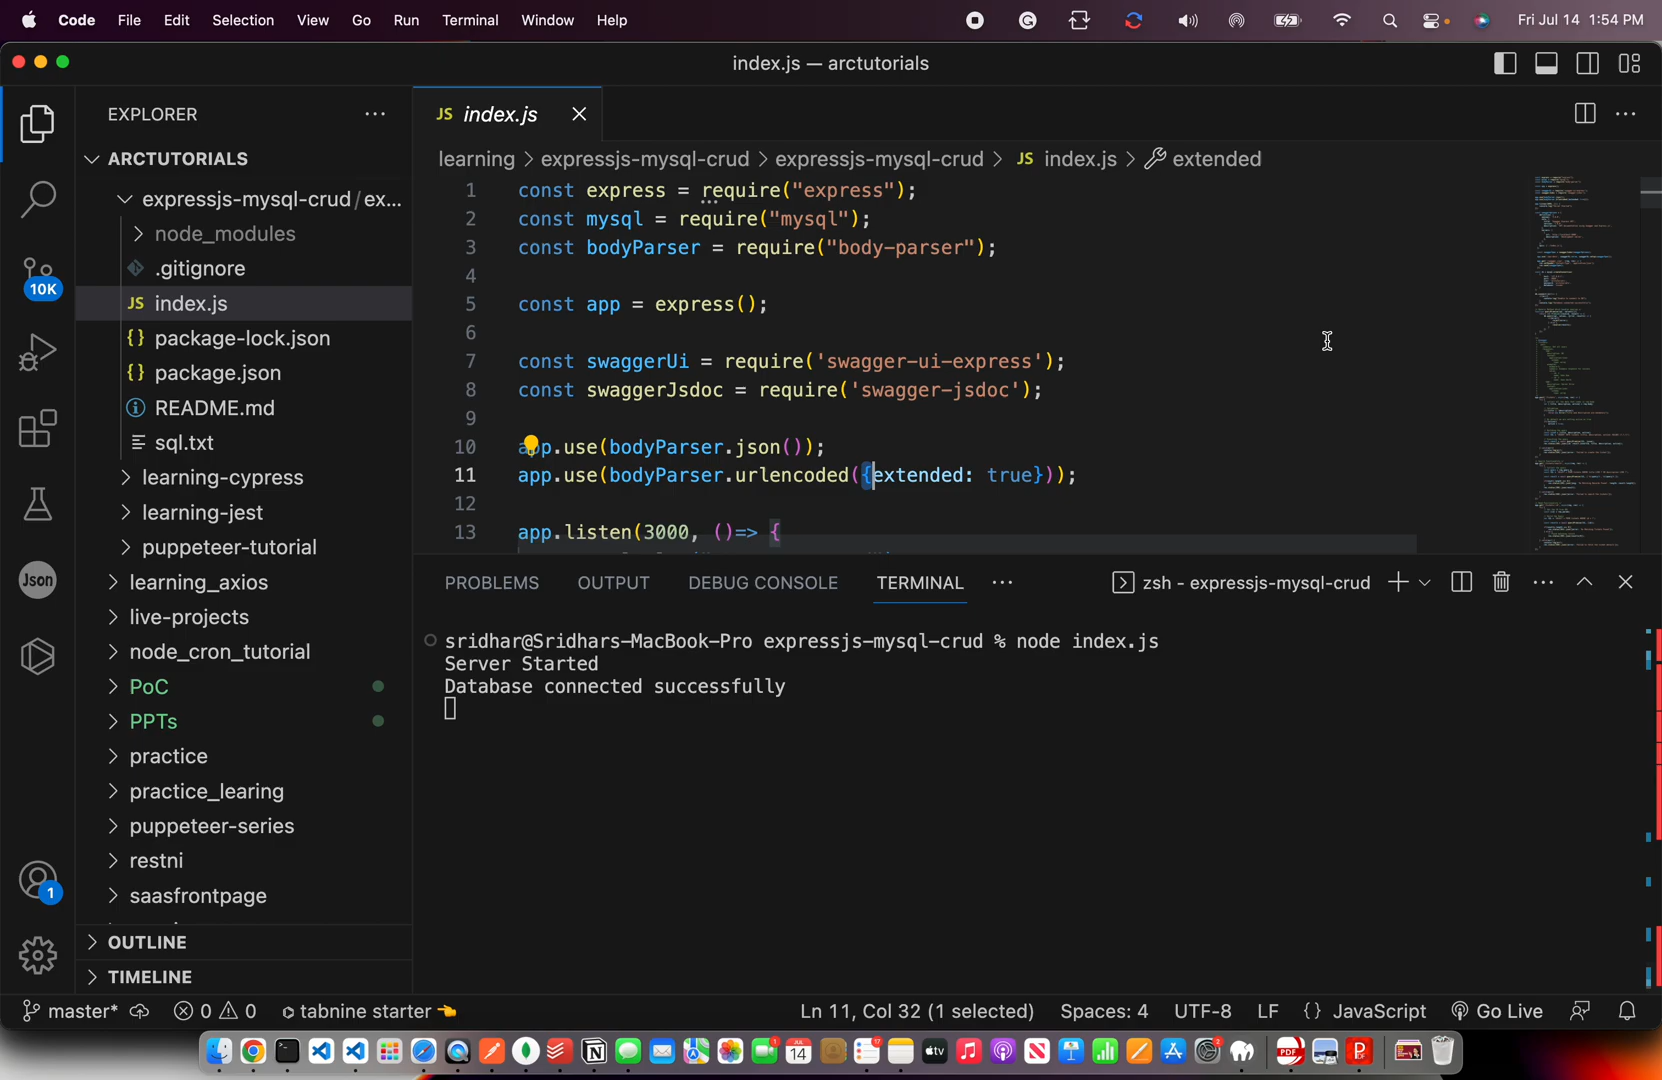 Code File Edit Selection View Go Run Terminal Window Help Fri Jul 14 1:54 PM
index.js — arctutorials
EXPLORER
ARCTUTORIALS
expressjs-mysql-crud/ex...
node_modules
.gitignore
JS index.js
{} package-lock.json
{} package.json
README.md
sql.txt
learning-cypress
learning-jest
puppeteer-tutorial
learning_axios
live-projects
node_cron_tutorial
PoC
PPTs
practice
practice_learing
puppeteer-series
restni
saasfrontpage
OUTLINE
TIMELINE
10K
Json
1
JS index.js
learning > expressjs-mysql-crud > expressjs-mysql-crud > JS index.js > extended
1 const express = require("express");
2 const mysql = require("mysql");
3 const bodyParser = require("body-parser");
4
5 const app = express();
6
7 const swaggerUi = require('swagger-ui-express');
8 const swaggerJsdoc = require('swagger-jsdoc');
9
10 app.use(bodyParser.json());
11 app.use(bodyParser.urlencoded({extended: true}));
12
13 app.listen(3000, ()=> {
PROBLEMS OUTPUT DEBUG CONSOLE TERMINAL zsh - expressjs-mysql-crud
sridhar@Sridhars-MacBook-Pro expressjs-mysql-crud % node index.js
Server Started
Database connected successfully
master* 0 0 tabnine starter Ln 11, Col 32 (1 selected) Spaces: 4 UTF-8 LF {} JavaScript Go Live